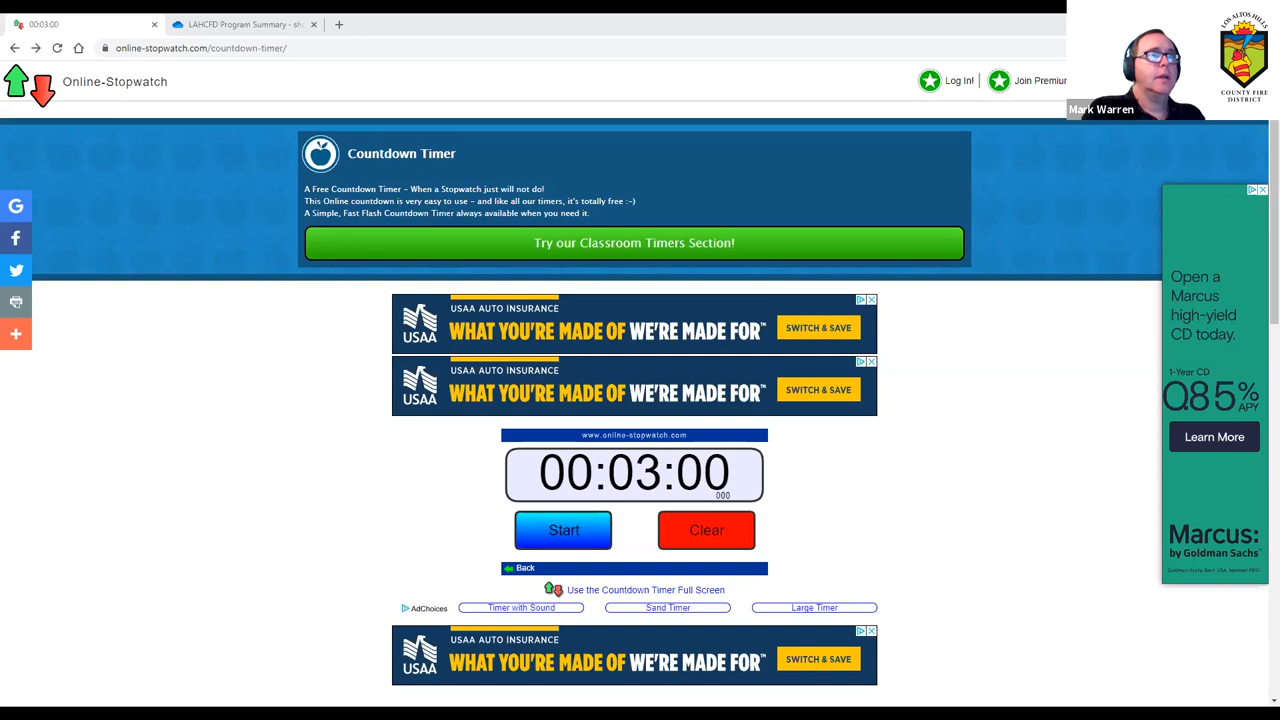 00:03:00
LAHCFD Program Summary - sh
online-stopwatch.com/countdown-timer/
Online-Stopwatch
Log In!
Join Premium
Mark Warren
LOS ALTOS HILLS
COUNTY FIRE
DISTRICT
Countdown Timer
A Free Countdown Timer - When a Stopwatch just will not do!
This Online countdown is very easy to use - and like all our timers, it's totally free :-)
A Simple, Fast Flash Countdown Timer always available when you need it.
Try our Classroom Timers Section!
USAA
USAA AUTO INSURANCE
WHAT YOU'RE MADE OF WE'RE MADE FOR™
SWITCH & SAVE
USAA
USAA AUTO INSURANCE
WHAT YOU'RE MADE OF WE'RE MADE FOR™
SWITCH & SAVE
www.online-stopwatch.com
00:03:00
000
Start
Clear
Back
Use the Countdown Timer Full Screen
AdChoices
Timer with Sound
Sand Timer
Large Timer
USAA
USAA AUTO INSURANCE
WHAT YOU'RE MADE OF WE'RE MADE FOR™
SWITCH & SAVE
Open a
Marcus
high-yield
CD today.
1-Year CD
0.85%
APY
Learn More
Marcus:
by Goldman Sachs™
Goldman Sachs Bank USA. Member FDIC.